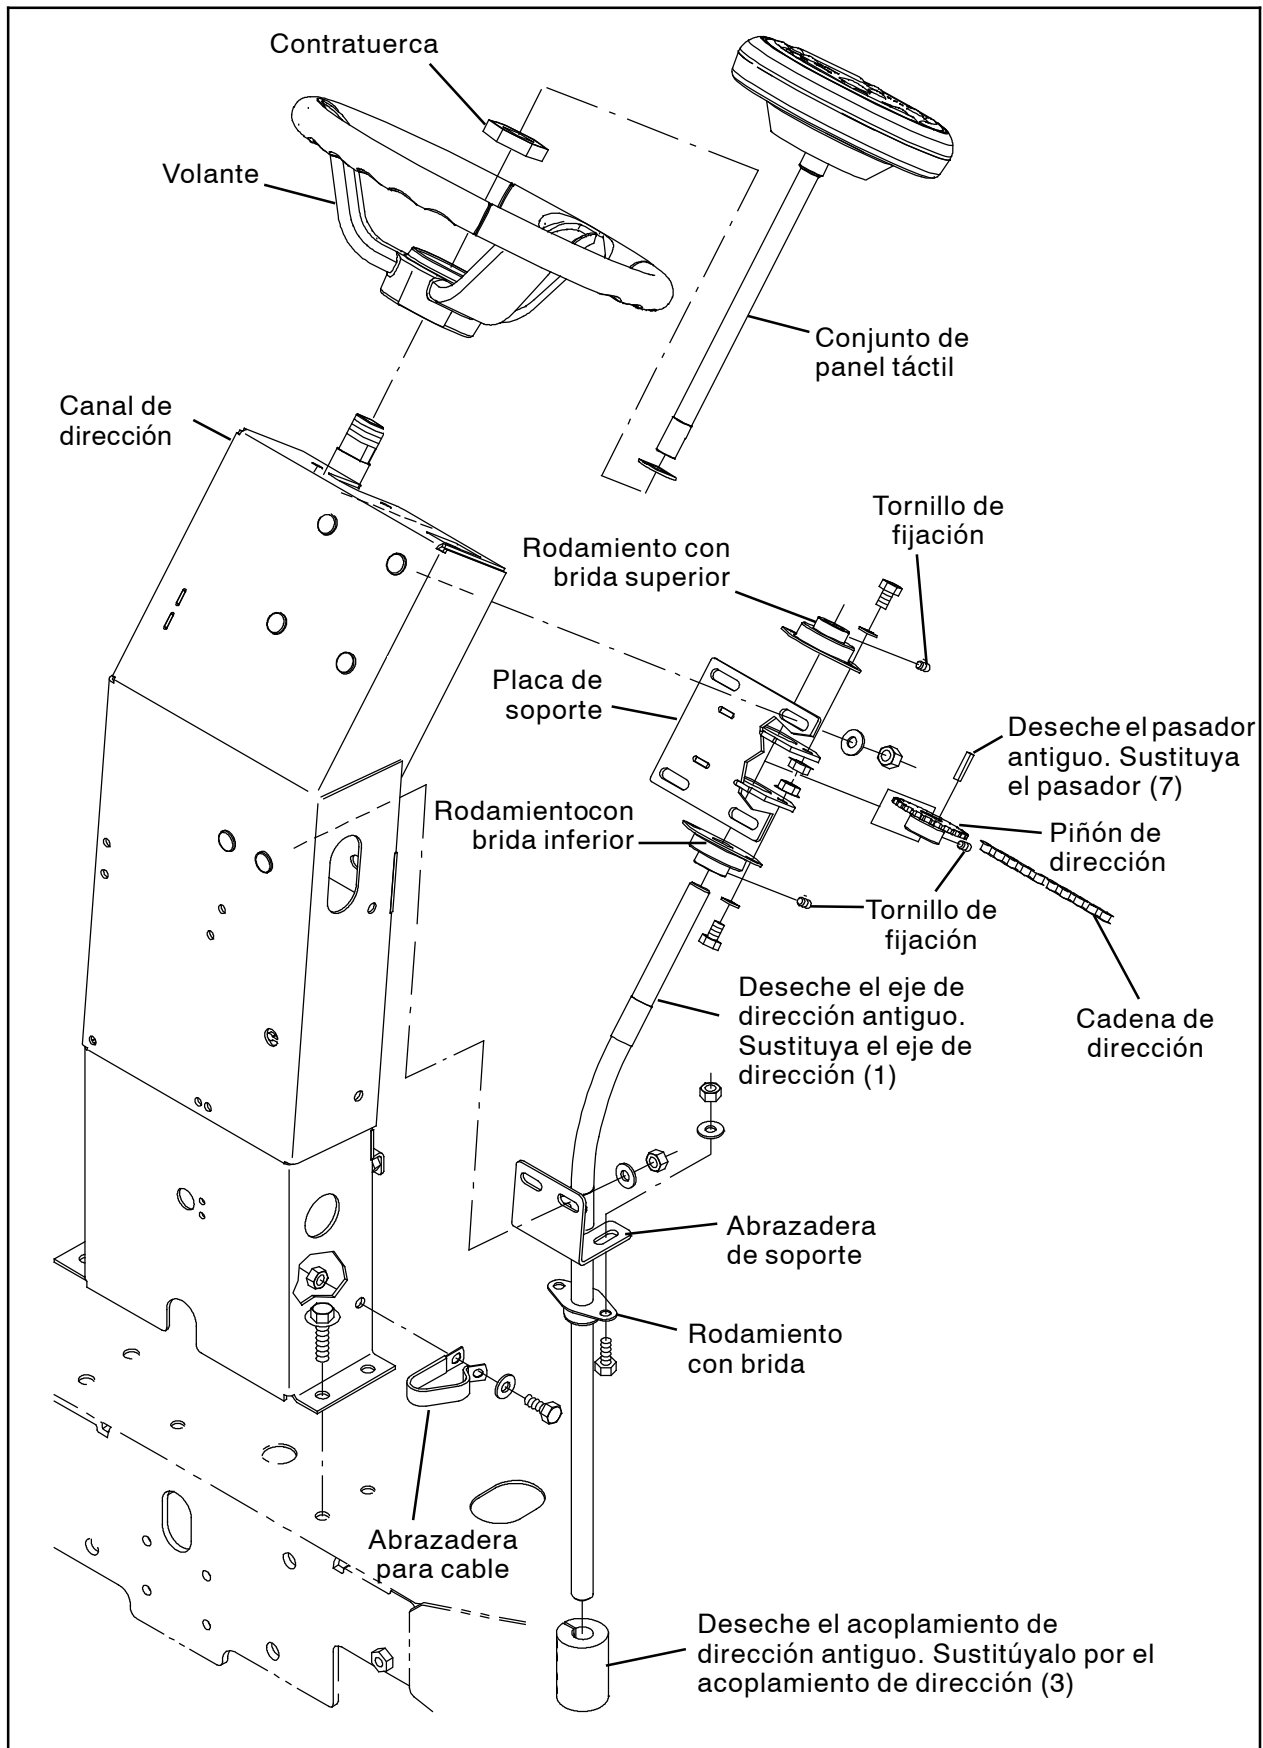 Contratuerca
Volante
Conjunto de
panel táctil
Canal de
dirección
Tornillo de
fijación
Rodamiento con
brida superior
Placa de
soporte
Deseche el pasador
antiguo. Sustituya
el pasador (7)
Rodamiento con
brida inferior
Piñón de
dirección
Tornillo de
fijación
Deseche el eje de
dirección antiguo.
Sustituya el eje de
dirección (1)
Cadena de
dirección
Abrazadera
de soporte
Rodamiento
con brida
Abrazadera
para cable
Deseche el acoplamiento de
dirección antiguo. Sustitúyalo por el
acoplamiento de dirección (3)